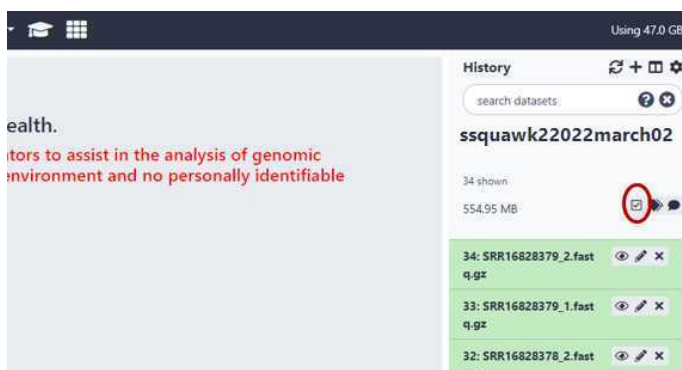 Using 47.0 GB
History
search datasets
ealth.
tors to assist in the analysis of genomic
environment and no personally identifiable
ssquawk22022march02
34 shown
554.95 MB
34: SRR16828379_2.fast
q.gz
33: SRR16828379_1.fast
q.gz
32: SRR16828378_2.fast